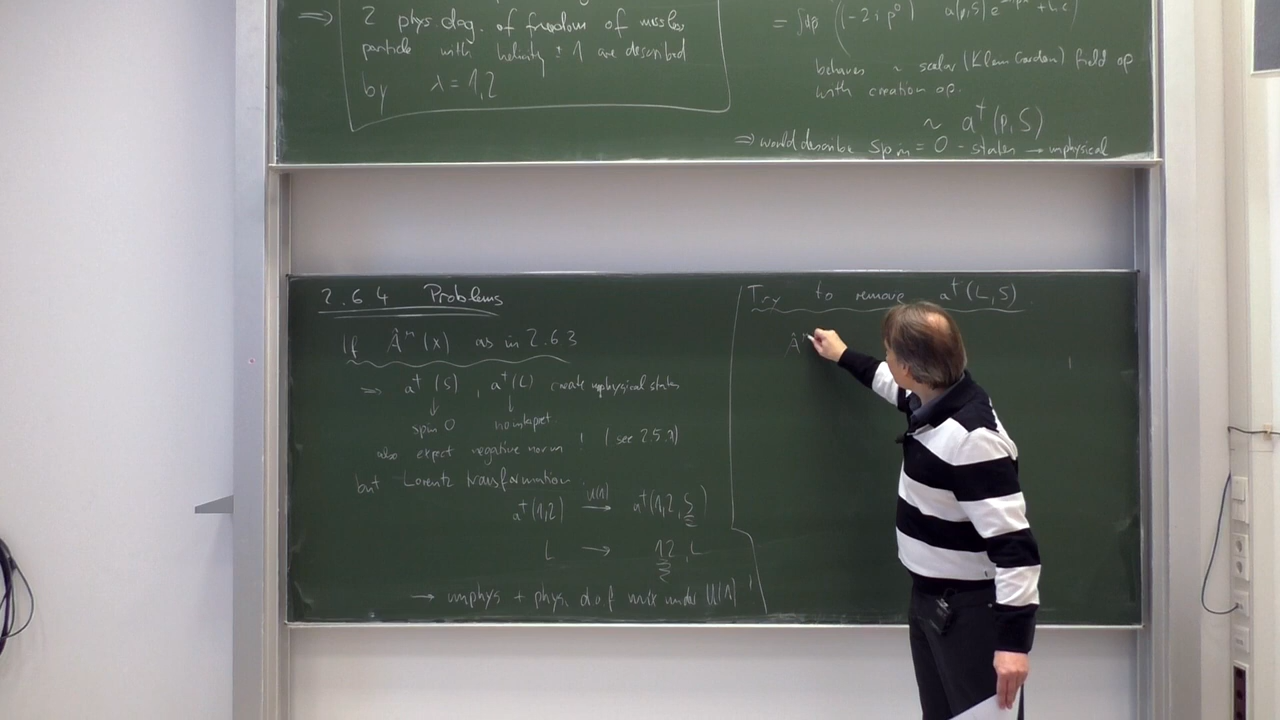 ⇒ 2 phys. deg. of freedom of massless
particle with helicity ±1 are described
by λ = 1,2
= ∫dp̃ ((-2i p⁰) a(p,S) e + h.c)
behaves ~ scalar (Klein Gordon) field op
with creation op.
~ a†(p,S)
⇒ would describe Spin = 0 - states → unphysical
2.6.4 Problems
If Â^μ(x) as in 2.6.3
⇒ a†(S), a†(L) create unphysical states
↓ ↓
spin 0 no interpret
also expect negative norm! (see 2.5.7)
but Lorentz transformation
a†(1,2) U(Λ) → a†(1,2,S)
L → 1,2, L
→ unphys + phys. d.o.f mix under U(Λ)!
Try to remove a†(L,S)
Â^μ